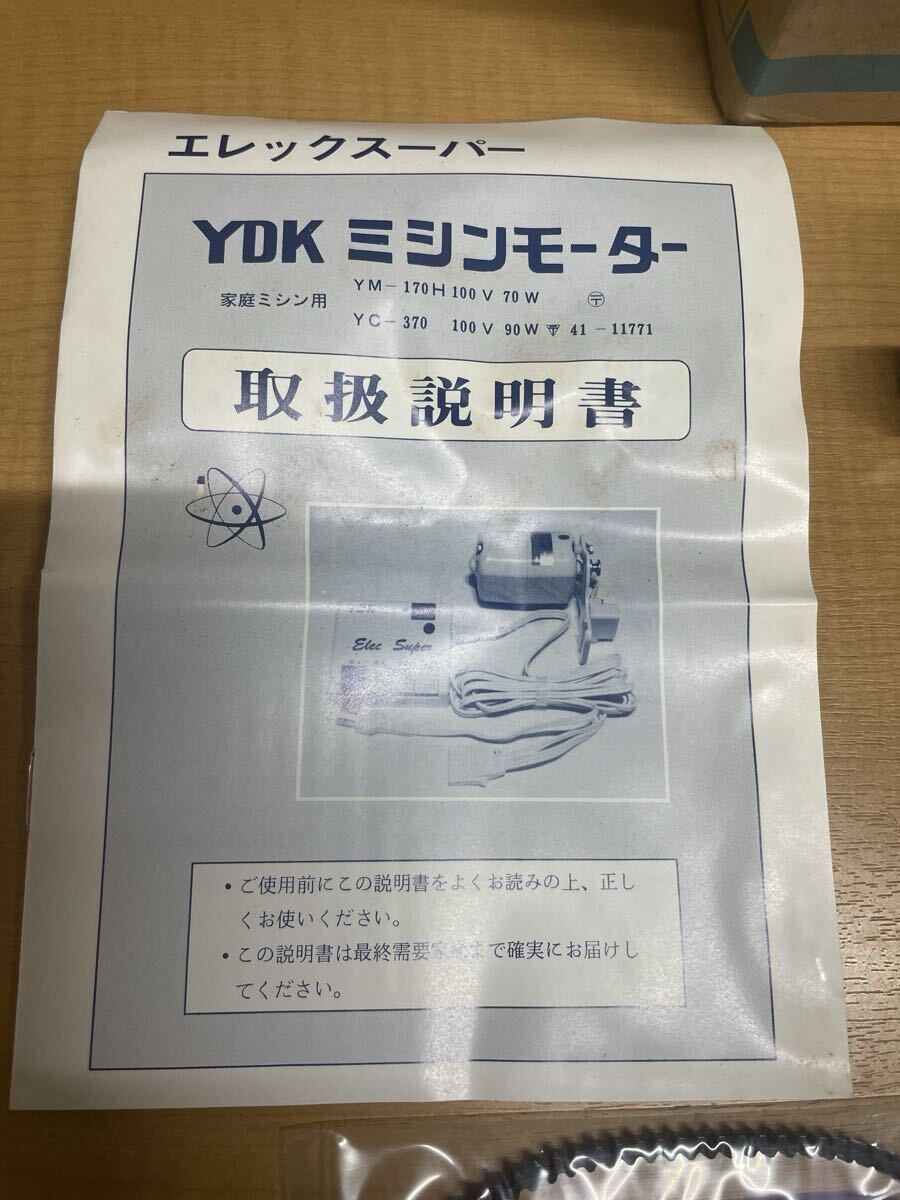 エレックスーパー
YDK ミシンモーター
家庭ミシン用 YM-170H 100V 70W 〶
YC-370 100V 90W 41-11771
取扱説明書
YDK
Elec Super
・ご使用前にこの説明書をよくお読みの上、正し
くお使いください。
・この説明書は最終需要家 まで確実にお届けし
てください。